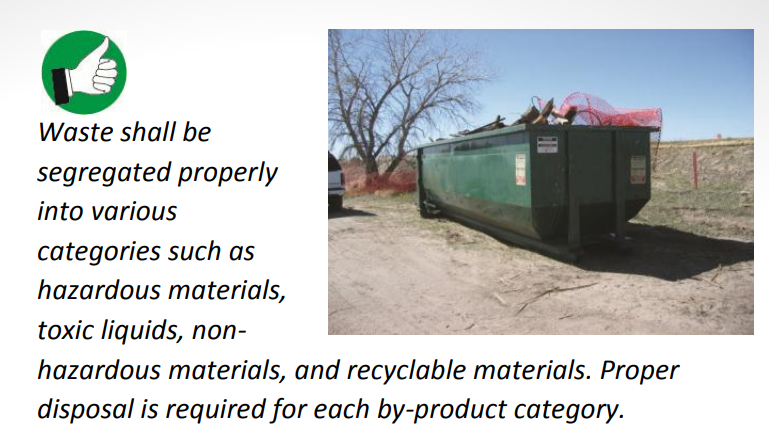 Waste shall be
segregated properly
into various
categories such as
hazardous materials,
toxic liquids, non-
hazardous materials, and recyclable materials. Proper
disposal is required for each by-product category.